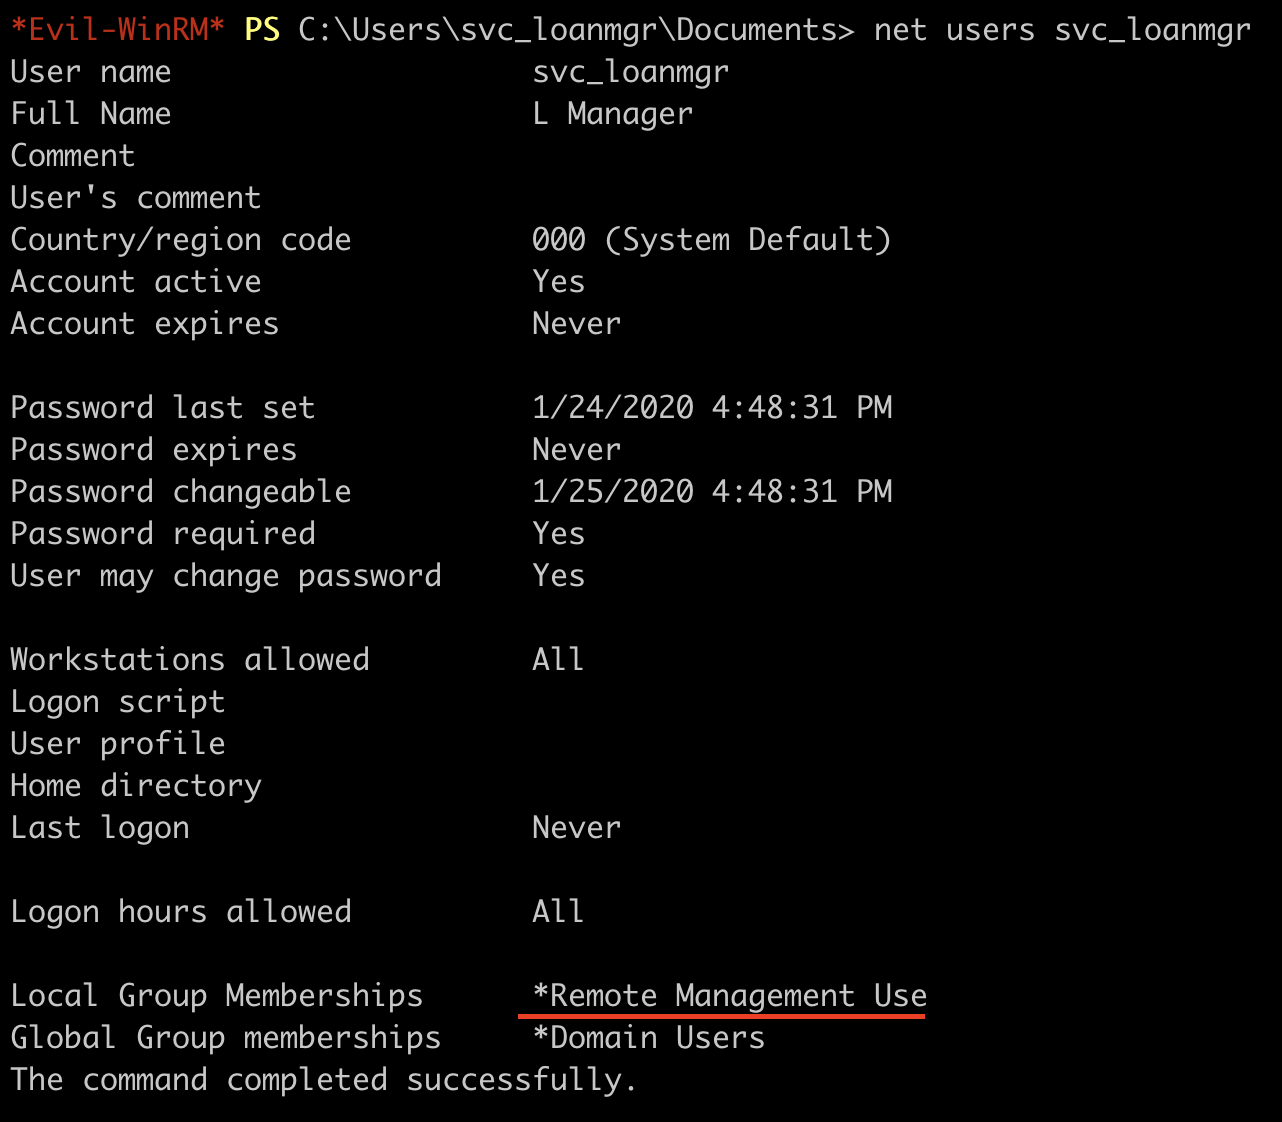 *Evil-WinRM* PS C:\Users\svc_loanmgr\Documents> net users svc_loanmgr
User name                    svc_loanmgr
Full Name                    L Manager
Comment
User's comment
Country/region code          000 (System Default)
Account active               Yes
Account expires              Never

Password last set            1/24/2020 4:48:31 PM
Password expires             Never
Password changeable          1/25/2020 4:48:31 PM
Password required            Yes
User may change password     Yes

Workstations allowed         All
Logon script
User profile
Home directory
Last logon                   Never

Logon hours allowed          All

Local Group Memberships      *Remote Management Use
Global Group memberships     *Domain Users
The command completed successfully.